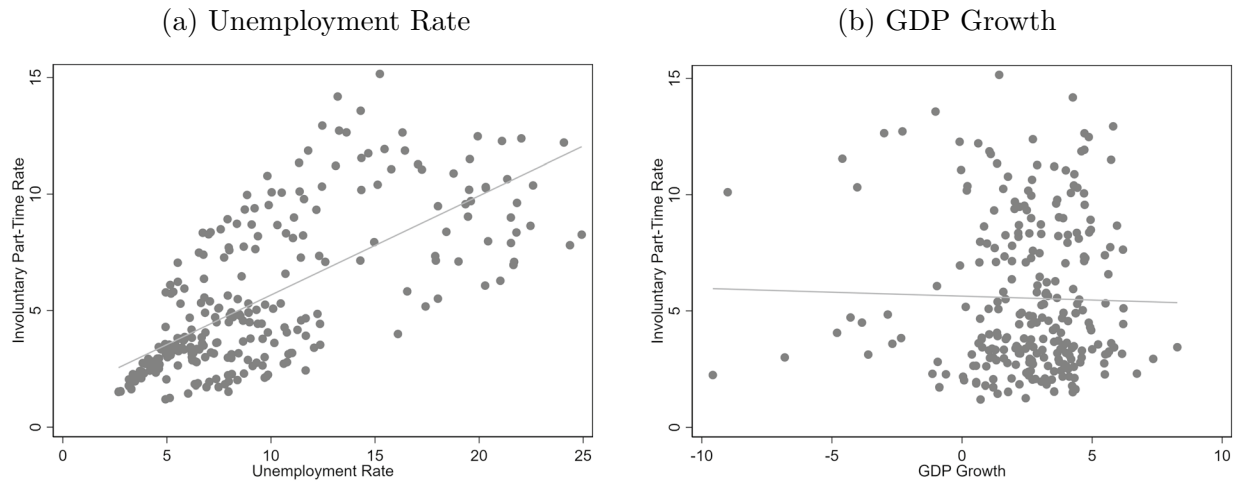 (a) Unemployment Rate
15
10
5
0
Involuntary Part-Time Rate
0 5 10 15 20 25
Unemployment Rate
(b) GDP Growth
15
10
5
0
Involuntary Part-Time Rate
-10 -5 0 5 10
GDP Growth